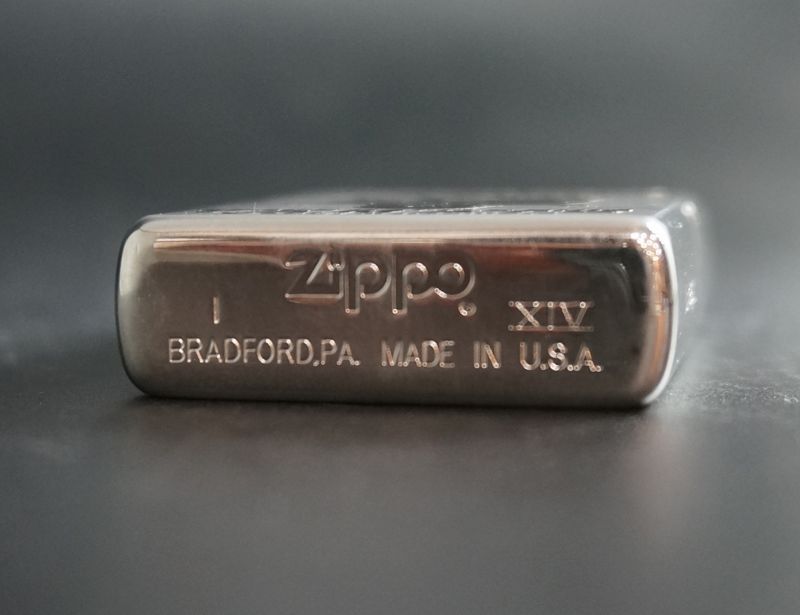 Zippo®
I XIV
BRADFORD,PA. MADE IN U.S.A.